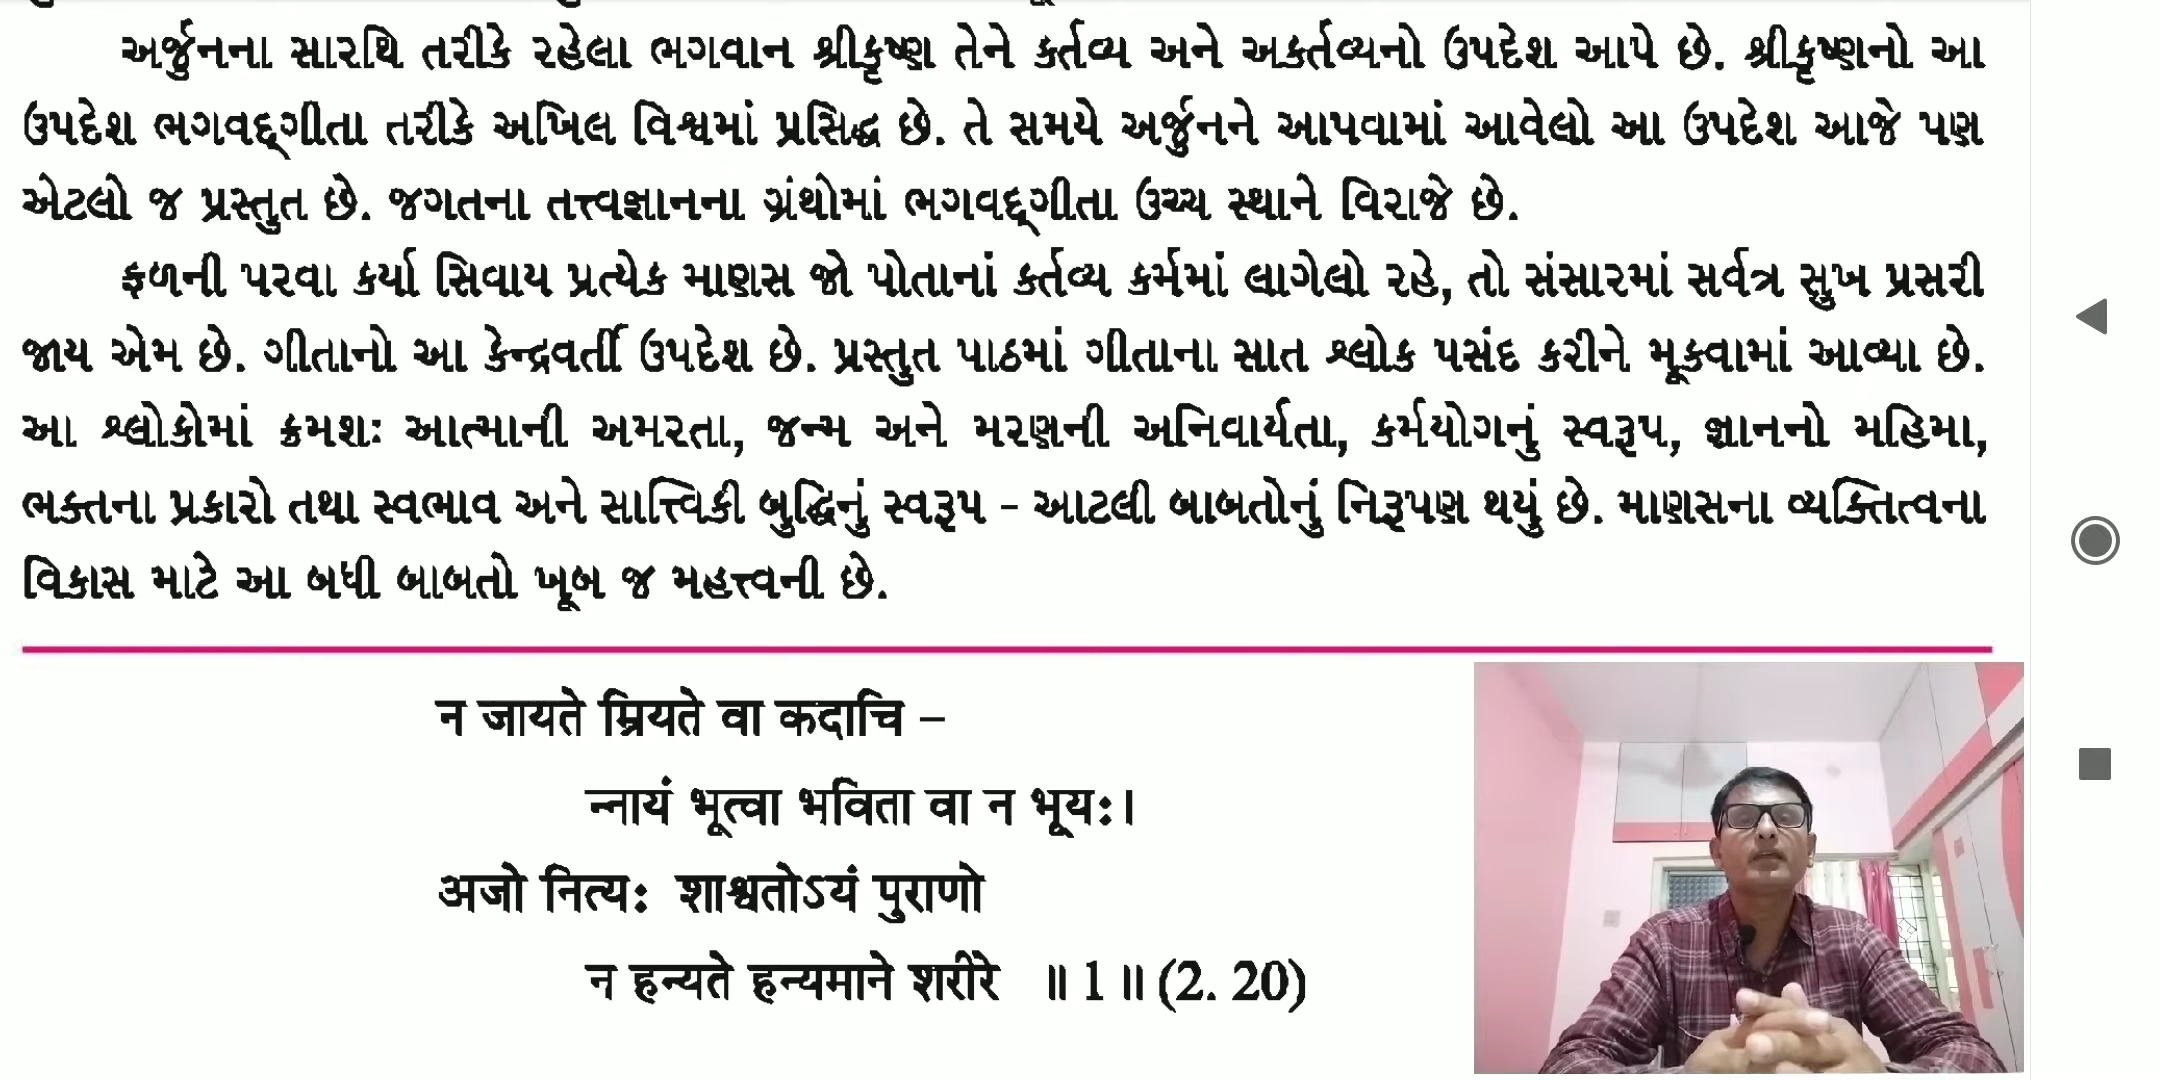 અર્જુનના સારથિ તરીકે રહેલા ભગવાન શ્રીકૃષ્ણ તેને કર્તવ્ય અને અકર્તવ્યનો ઉપદેશ આપે છે. શ્રીકૃષ્ણનો આ
ઉપદેશ ભગવદ્ગીતા તરીકે અખિલ વિશ્વમાં પ્રસિદ્ધ છે. તે સમયે અર્જુનને આપવામાં આવેલો આ ઉપદેશ આજે પણ
એટલો જ પ્રસ્તુત છે. જગતના તત્ત્વજ્ઞાનના ગ્રંથોમાં ભગવદ્ગીતા ઉચ્ચ સ્થાને વિરાજે છે.
ફળની પરવા કર્યા સિવાય પ્રત્યેક માણસ જો પોતાનાં કર્તવ્ય કર્મમાં લાગેલો રહે, તો સંસારમાં સર્વત્ર સુખ પ્રસરી
જાય એમ છે. ગીતાનો આ કેન્દ્રવર્તી ઉપદેશ છે. પ્રસ્તુત પાઠમાં ગીતાના સાત શ્લોક પસંદ કરીને મૂકવામાં આવ્યા છે.
આ શ્લોકોમાં ક્રમશઃ આત્માની અમરતા, જન્મ અને મરણની અનિવાર્યતા, કર્મયોગનું સ્વરૂપ, જ્ઞાનનો મહિમા,
ભક્તના પ્રકારો તથા સ્વભાવ અને સાત્ત્વિકી બુદ્ધિનું સ્વરૂપ - આટલી બાબતોનું નિરૂપણ થયું છે. માણસના વ્યક્તિત્વના
વિકાસ માટે આ બધી બાબતો ખૂબ જ મહત્ત્વની છે.
न जायते म्रियते वा कदाचि –
न्नायं भूत्वा भविता वा न भूयः।
अजो नित्यः शाश्वतोऽयं पुराणो
न हन्यते हन्यमाने शरीरे ॥ 1 ॥ (2. 20)